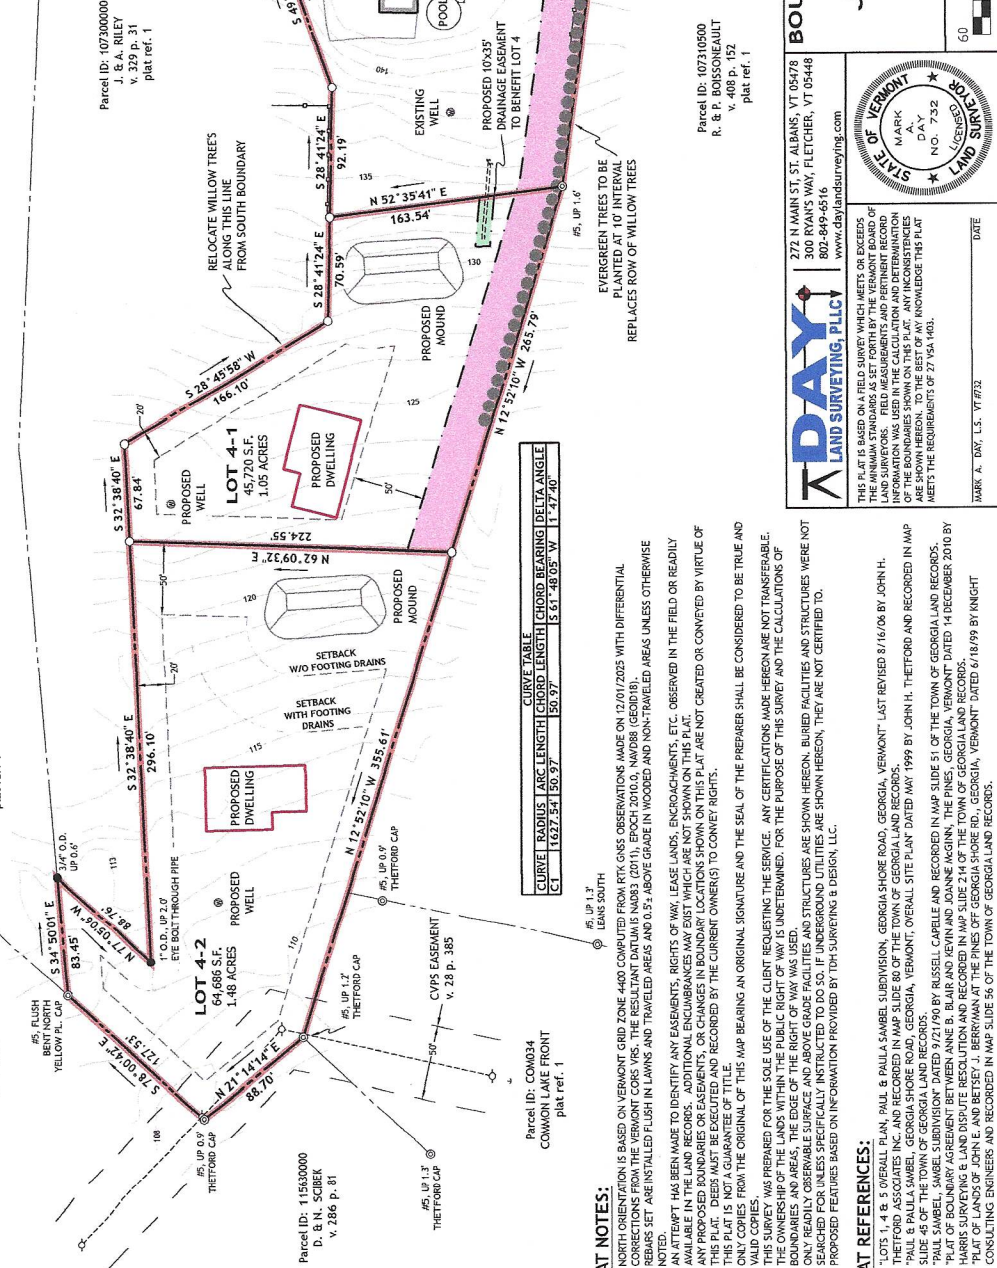 Parcel ID: 107300000
J. & A. RILEY
v. 329 p. 31
plat ref. 1
S 49
POOL
140
S 28°41'24" E
92.19'
EXISTING
WELL
PROPOSED 10'x35'
DRAINAGE EASEMENT
TO BENEFIT LOT 4
Parcel ID: 107310500
R. & P. BOISSONEAULT
v. 408 p. 152
plat ref. 1
RELOCATE WILLOW TREE'S
ALONG THIS LINE
FROM SOUTH BOUNDARY
135
N 52°35'41" E
163.54'
#5, UP 1.6'
EVERGREEN TREES TO BE
PLANTED AT 10' INTERVAL
REPLACES ROW OF WILLOW TREES
S 28°41'24" E
70.59'
130
PROPOSED
MOUND
S 28°45'58" W
166.10'
20'
125
N 12°52'10" W 265.79'
LOT 4-1
45,720 S.F.
1.05 ACRES
PROPOSED
DWELLING
PROPOSED
WELL
50'
S 32°38'40" E
67.84'
N 62°09'32" E
224.55'
50'
120
PROPOSED
MOUND
20'
SETBACK
W/O FOOTING DRAINS
SETBACK
WITH FOOTING
DRAINS
S 32°38'40" E
296.10'
115
N 12°52'10" W 355.61'
PROPOSED
DWELLING
3/4" O.D.
UP 0.6'
113
S 34°50'01" E
83.45'
N 77°05'06" W
88.76'
1" O.D., UP 2.0'
EYE BOLT THROUGH PIPE
PROPOSED
WELL
LOT 4-2
64,686 S.F.
1.48 ACRES
110
#5, FLUSH
BENT NORTH
YELLOW PL. CAP
S 78°00'42" E
127.53'
N 21°14'14" E
88.70'
#5, UP 1.2'
THETFORD CAP
#5, UP 0.9'
THETFORD CAP
#5, UP 1.3'
LEANS SOUTH
CVPS EASEMENT
v. 28 p. 385
50'
108
#5, UP 0.9'
THETFORD CAP
#5, UP 1.3'
THETFORD CAP
Parcel ID: COM034
COMMON LAKE FRONT
plat ref. 1
Parcel ID: 115630000
D. & N. SCIBEK
v. 286 p. 81
CURVE TABLE
CURVE RADIUS ARC LENGTH CHORD LENGTH CHORD BEARING DELTA ANGLE
C1 1627.54' 50.97' 50.97' S 61°48'05" W 1°47'40"
AT NOTES:
NORTH ORIENTATION IS BASED ON VERMONT GRID ZONE 4400 COMPUTED FROM RTK GNSS OBSERVATIONS MADE ON 12/01/2025 WITH DIFFERENTIAL
CORRECTIONS FROM THE VERMONT CORS VRS. THE RESULTANT DATUM IS NAD83 (2011), EPOCH 2010.0, NAVD88 (GEOID18).
REBARS SET ARE INSTALLED FLUSH IN LAWNS AND TRAVELED AREAS AND 0.5'± ABOVE GRADE IN WOODED AND NON-TRAVELED AREAS UNLESS OTHERWISE
NOTED.
AN ATTEMPT HAS BEEN MADE TO IDENTIFY ANY EASEMENTS, RIGHTS OF WAY, LEASE LANDS, ENCROACHMENTS, ETC. OBSERVED IN THE FIELD OR READILY
AVAILABLE IN THE LAND RECORDS. ADDITIONAL ENCUMBRANCES MAY EXIST WHICH ARE NOT SHOWN ON THIS PLAT.
ANY PROPOSED BOUNDARIES OR EASEMENTS, OR CHANGES IN BOUNDARY LOCATIONS SHOWN ON THIS PLAT ARE NOT CREATED OR CONVEYED BY VIRTUE OF
THIS PLAT. DEEDS MUST BE EXECUTED AND RECORDED BY THE CURRENT OWNER(S) TO CONVEY RIGHTS.
THIS PLAT IS NOT A GUARANTEE OF TITLE.
ONLY COPIES FROM THE ORIGINAL OF THIS MAP BEARING AN ORIGINAL SIGNATURE AND THE SEAL OF THE PREPARER SHALL BE CONSIDERED TO BE TRUE AND
VALID COPIES.
THIS SURVEY WAS PREPARED FOR THE SOLE USE OF THE CLIENT REQUESTING THE SERVICE. ANY CERTIFICATIONS MADE HEREON ARE NOT TRANSFERABLE.
THE OWNERSHIP OF THE LANDS WITHIN THE PUBLIC RIGHT OF WAY IS UNDETERMINED. FOR THE PURPOSE OF THIS SURVEY AND THE CALCULATIONS OF
BOUNDARIES AND AREAS, THE EDGE OF THE RIGHT OF WAY WAS USED.
ONLY READILY OBSERVABLE SURFACE AND ABOVE GRADE FACILITIES AND STRUCTURES ARE SHOWN HEREON. BURIED FACILITIES AND STRUCTURES WERE NOT
SEARCHED FOR UNLESS SPECIFICALLY INSTRUCTED TO DO SO. IF UNDERGROUND UTILITIES ARE SHOWN HEREON, THEY ARE NOT CERTIFIED TO.
PROPOSED FEATURES BASED ON INFORMATION PROVIDED BY TDH SURVEYING & DESIGN, LLC.
AT REFERENCES:
"LOTS 1, 4 & 5 OVERALL PLAN, PAUL & PAULA SAMBEL SUBDIVISION, GEORGIA SHORE ROAD, GEORGIA, VERMONT" LAST REVISED 8/16/06 BY JOHN H.
THETFORD ASSOCIATES INC. AND RECORDED IN MAP SLIDE 80 OF THE TOWN OF GEORGIA LAND RECORDS.
"PAUL & PAULA SAMBEL, GEORGIA SHORE ROAD, GEORGIA, VERMONT, OVERALL SITE PLAN" DATED MAY 1999 BY JOHN H. THETFORD AND RECORDED IN MAP
SLIDE 45 OF THE TOWN OF GEORGIA LAND RECORDS.
"PAUL SAMBEL, SAMBEL SUBDIVISION" DATED 9/21/90 BY RUSSELL CAPELLE AND RECORDED IN MAP SLIDE 51 OF THE TOWN OF GEORGIA LAND RECORDS.
"PLAT OF BOUNDARY AGREEMENT BETWEEN ANNE B. BLAIR AND KEVIN AND JOANNE MCGINN, THE PINES, GEORGIA, VERMONT" DATED 14 DECEMBER 2010 BY
HARRIS SURVEYING & LAND DISPUTE RESOLUTION AND RECORDED IN MAP SLIDE 214 OF THE TOWN OF GEORGIA LAND RECORDS.
"PLAT OF LANDS OF JOHN E. AND BETSEY J. BERRYMAN AT THE PINES OFF GEORGIA SHORE RD., GEORGIA, VERMONT" DATED 6/18/99 BY KNIGHT
CONSULTING ENGINEERS AND RECORDED IN MAP SLIDE 56 OF THE TOWN OF GEORGIA LAND RECORDS.
DAY
LAND SURVEYING, PLLC
272 N MAIN ST, ST. ALBANS, VT 05478
300 RYAN'S WAY, FLETCHER, VT 05448
802-849-6516
www.daylandsurveying.com
THIS PLAT IS BASED ON A FIELD SURVEY WHICH MEETS OR EXCEEDS
THE MINIMUM STANDARDS AS SET FORTH BY THE VERMONT BOARD OF
LAND SURVEYORS. FIELD MEASUREMENTS AND PERTINENT RECORD
INFORMATION WAS USED IN THE CALCULATION AND DETERMINATION
OF THE BOUNDARIES SHOWN ON THIS PLAT. ANY INCONSISTENCIES
ARE SHOWN HEREON. TO THE BEST OF MY KNOWLEDGE THIS PLAT
MEETS THE REQUIREMENTS OF 27 VSA 1403.
MARK A. DAY, L.S. VT #732
DATE
STATE OF VERMONT
MARK
A.
DAY
NO. 732
LICENSED
LAND SURVEYOR
BOU
60